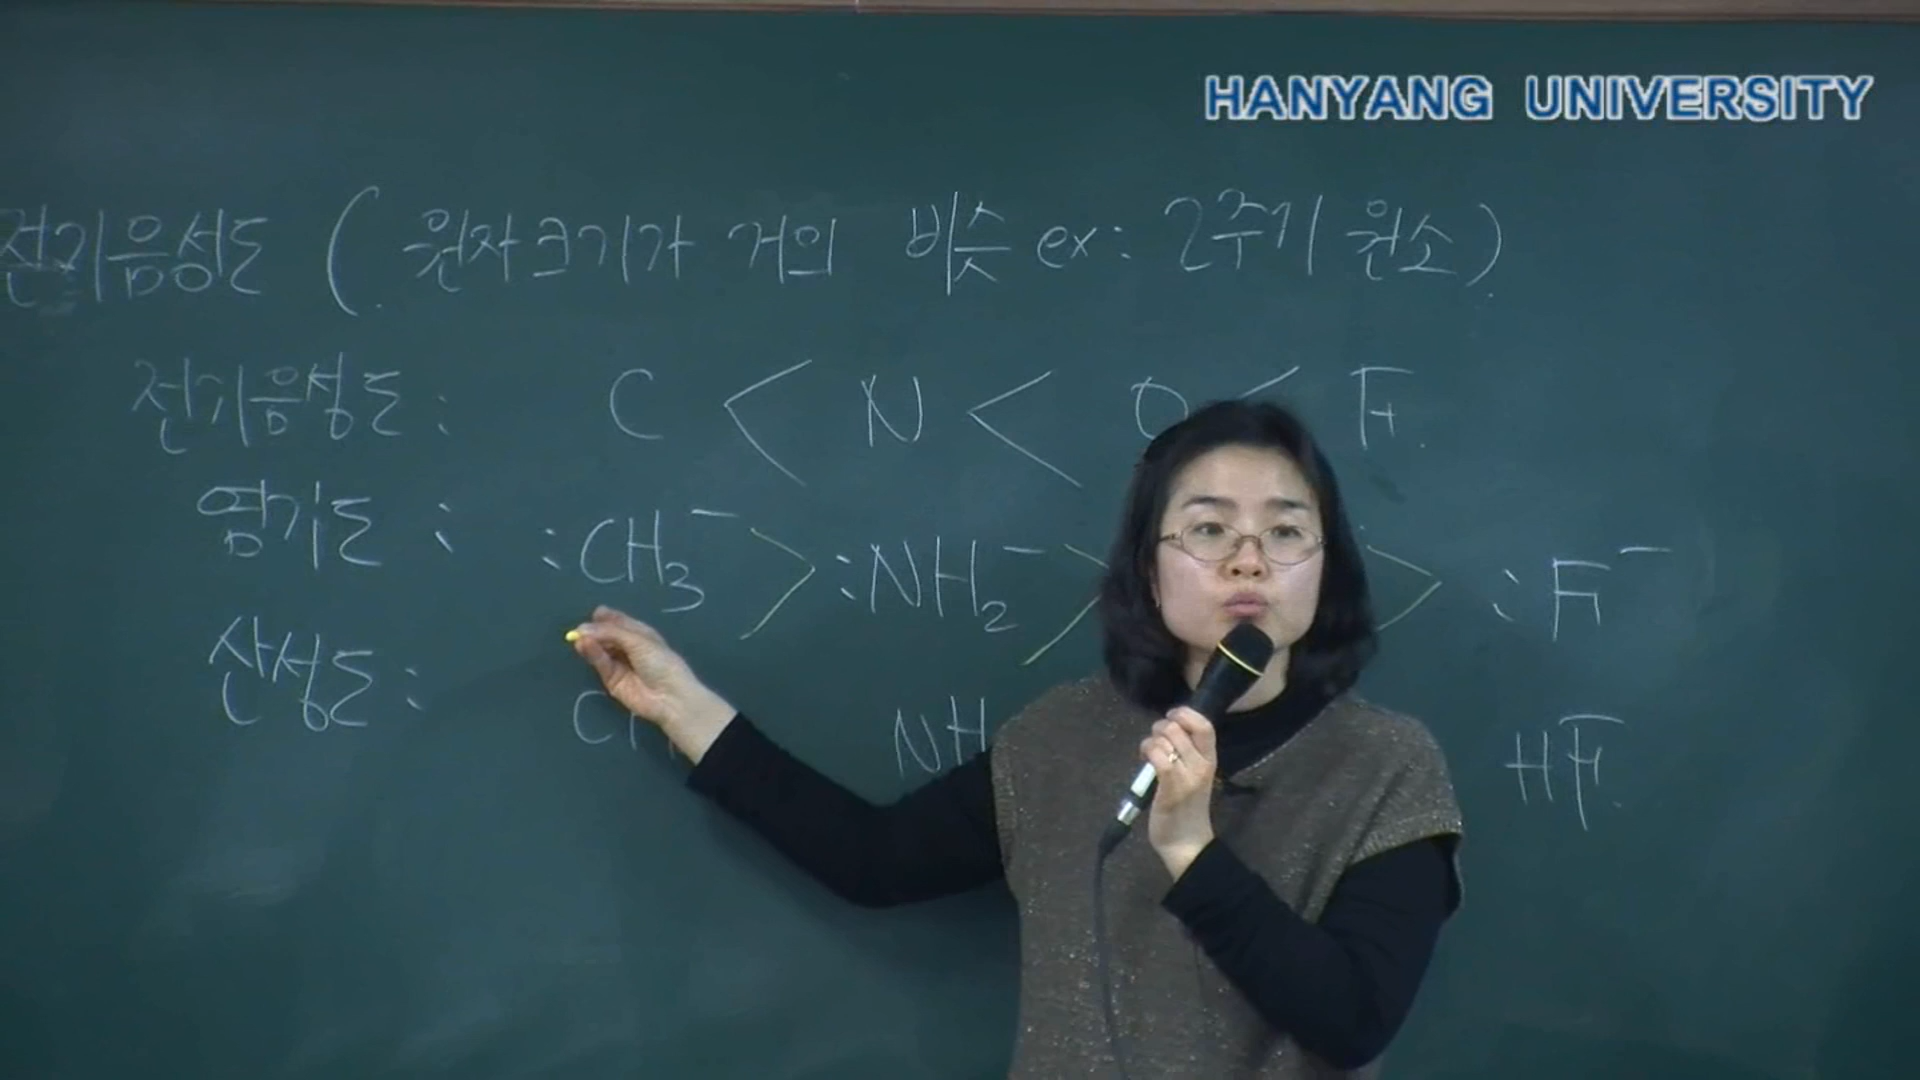 HANYANG UNIVERSITY
전기음성도 ( 원자크기가 거의 비슷 ex: 2주기 원소)
전기음성도 : C < N < O < F
염기도 : :CH₃⁻ > :NH₂⁻ > > :F⁻
산성도 : CH NH HF